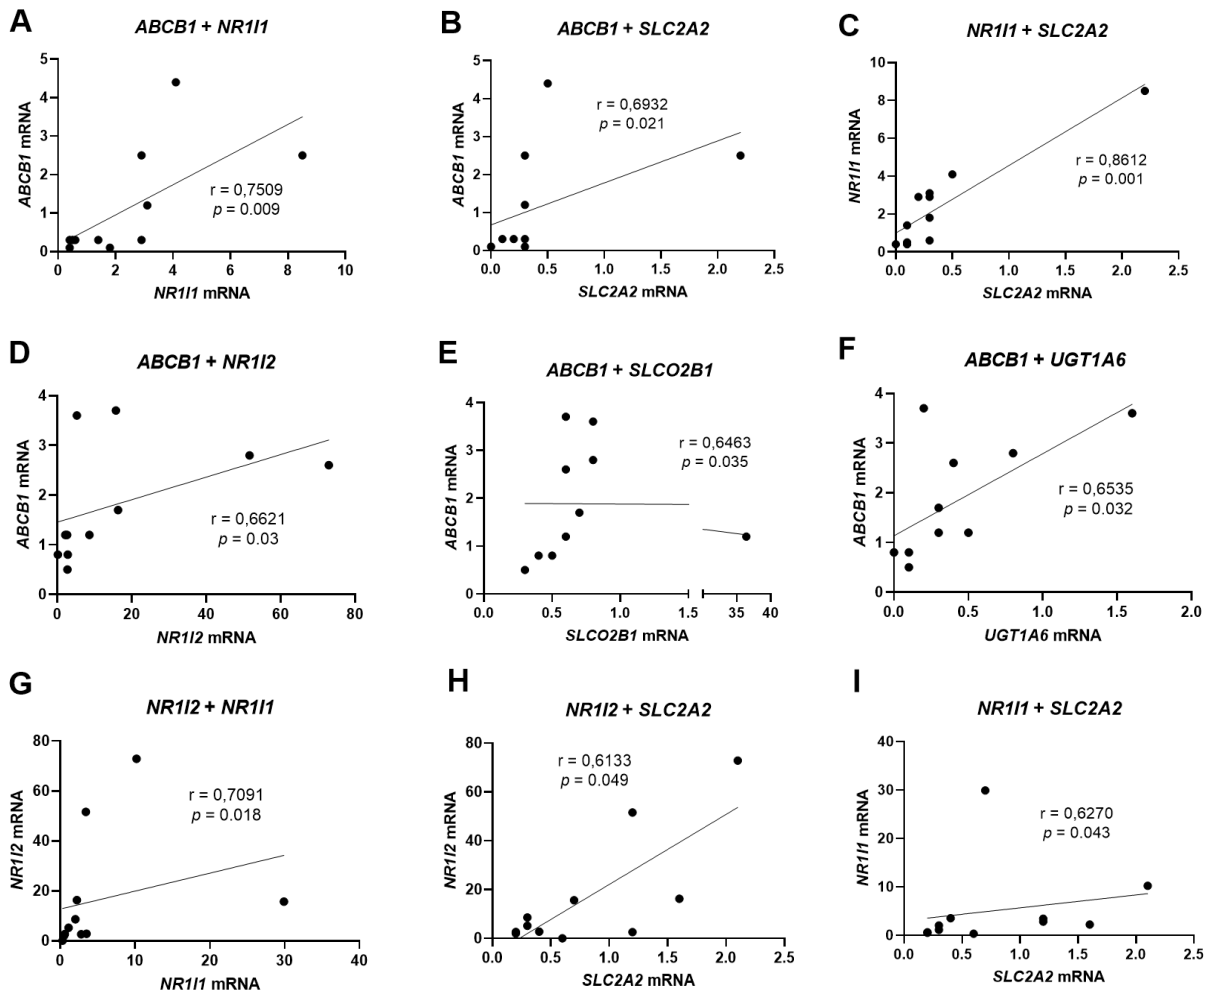 A
ABCB1 + NR1I1
5
4
3
2
1
0
ABCB1 mRNA
r = 0,7509
p = 0.009
0 2 4 6 8 10
NR1I1 mRNA
B
ABCB1 + SLC2A2
5
4
3
2
1
0
ABCB1 mRNA
r = 0,6932
p = 0.021
0.0 0.5 1.0 1.5 2.0 2.5
SLC2A2 mRNA
C
NR1I1 + SLC2A2
10
8
6
4
2
0
NR1I1 mRNA
r = 0,8612
p = 0.001
0.0 0.5 1.0 1.5 2.0 2.5
SLC2A2 mRNA
D
ABCB1 + NR1I2
4
3
2
1
0
ABCB1 mRNA
r = 0,6621
p = 0.03
0 20 40 60 80
NR1I2 mRNA
E
ABCB1 + SLCO2B1
4
3
2
1
0
ABCB1 mRNA
r = 0,6463
p = 0.035
0.0 0.5 1.0 1.5 35 40
SLCO2B1 mRNA
F
ABCB1 + UGT1A6
4
3
2
1
0
ABCB1 mRNA
r = 0,6535
p = 0.032
0.0 0.5 1.0 1.5 2.0
UGT1A6 mRNA
G
NR1I2 + NR1I1
80
60
40
20
0
NR1I2 mRNA
r = 0,7091
p = 0.018
0 10 20 30 40
NR1I1 mRNA
H
NR1I2 + SLC2A2
80
60
40
20
0
NR1I2 mRNA
r = 0,6133
p = 0.049
0.0 0.5 1.0 1.5 2.0 2.5
SLC2A2 mRNA
I
NR1I1 + SLC2A2
40
30
20
10
0
NR1I1 mRNA
r = 0,6270
p = 0.043
0.0 0.5 1.0 1.5 2.0 2.5
SLC2A2 mRNA